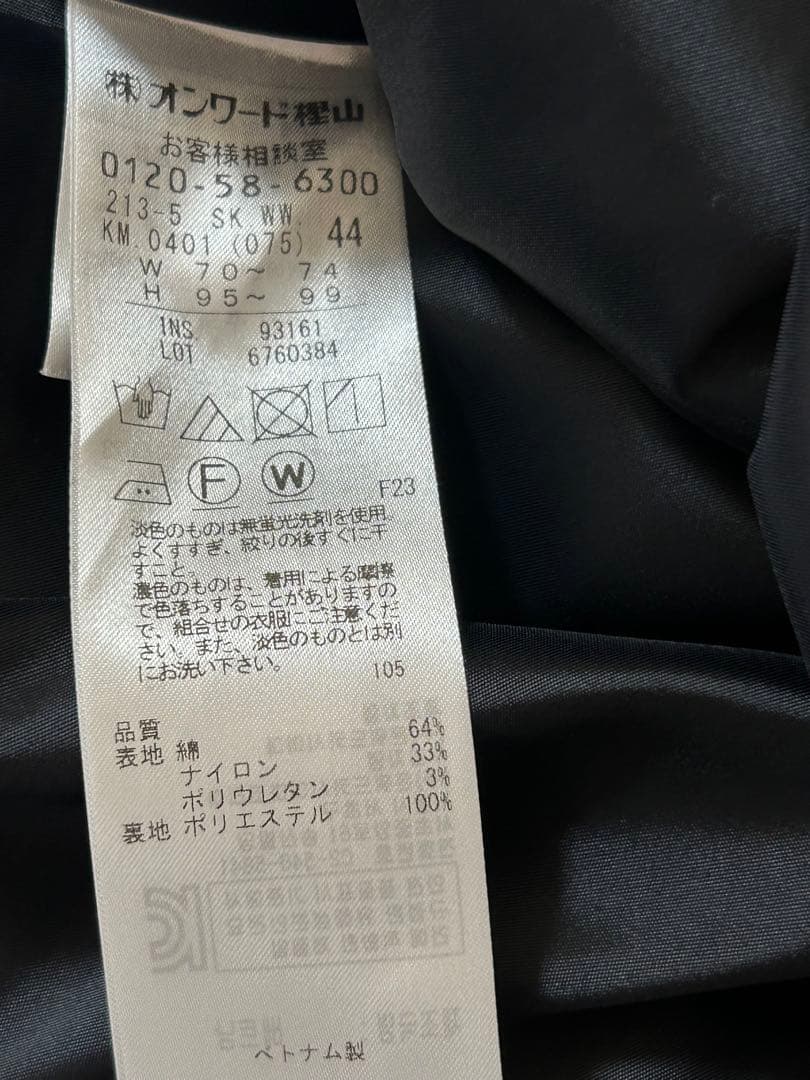 (株)オンワード樫山
お客様相談室
0120-58-6300
213-5 SK WW.
KM.0401 (075) 44
W 70～ 74
H 95～ 99
INS. 93161
LOT 6760384
F W
F23
淡色のものは無蛍光洗剤を使用。
よくすすぎ、絞りの後すぐに干
すこと。
濃色のものは、着用による摩擦
で色落ちすることがありますの
で、組合せの衣服にご注意くだ
さい。また、淡色のものとは別
にお洗い下さい。
105
品質
表地 綿 64%
ナイロン 33%
ポリウレタン 3%
裏地 ポリエステル 100%
ベトナム製